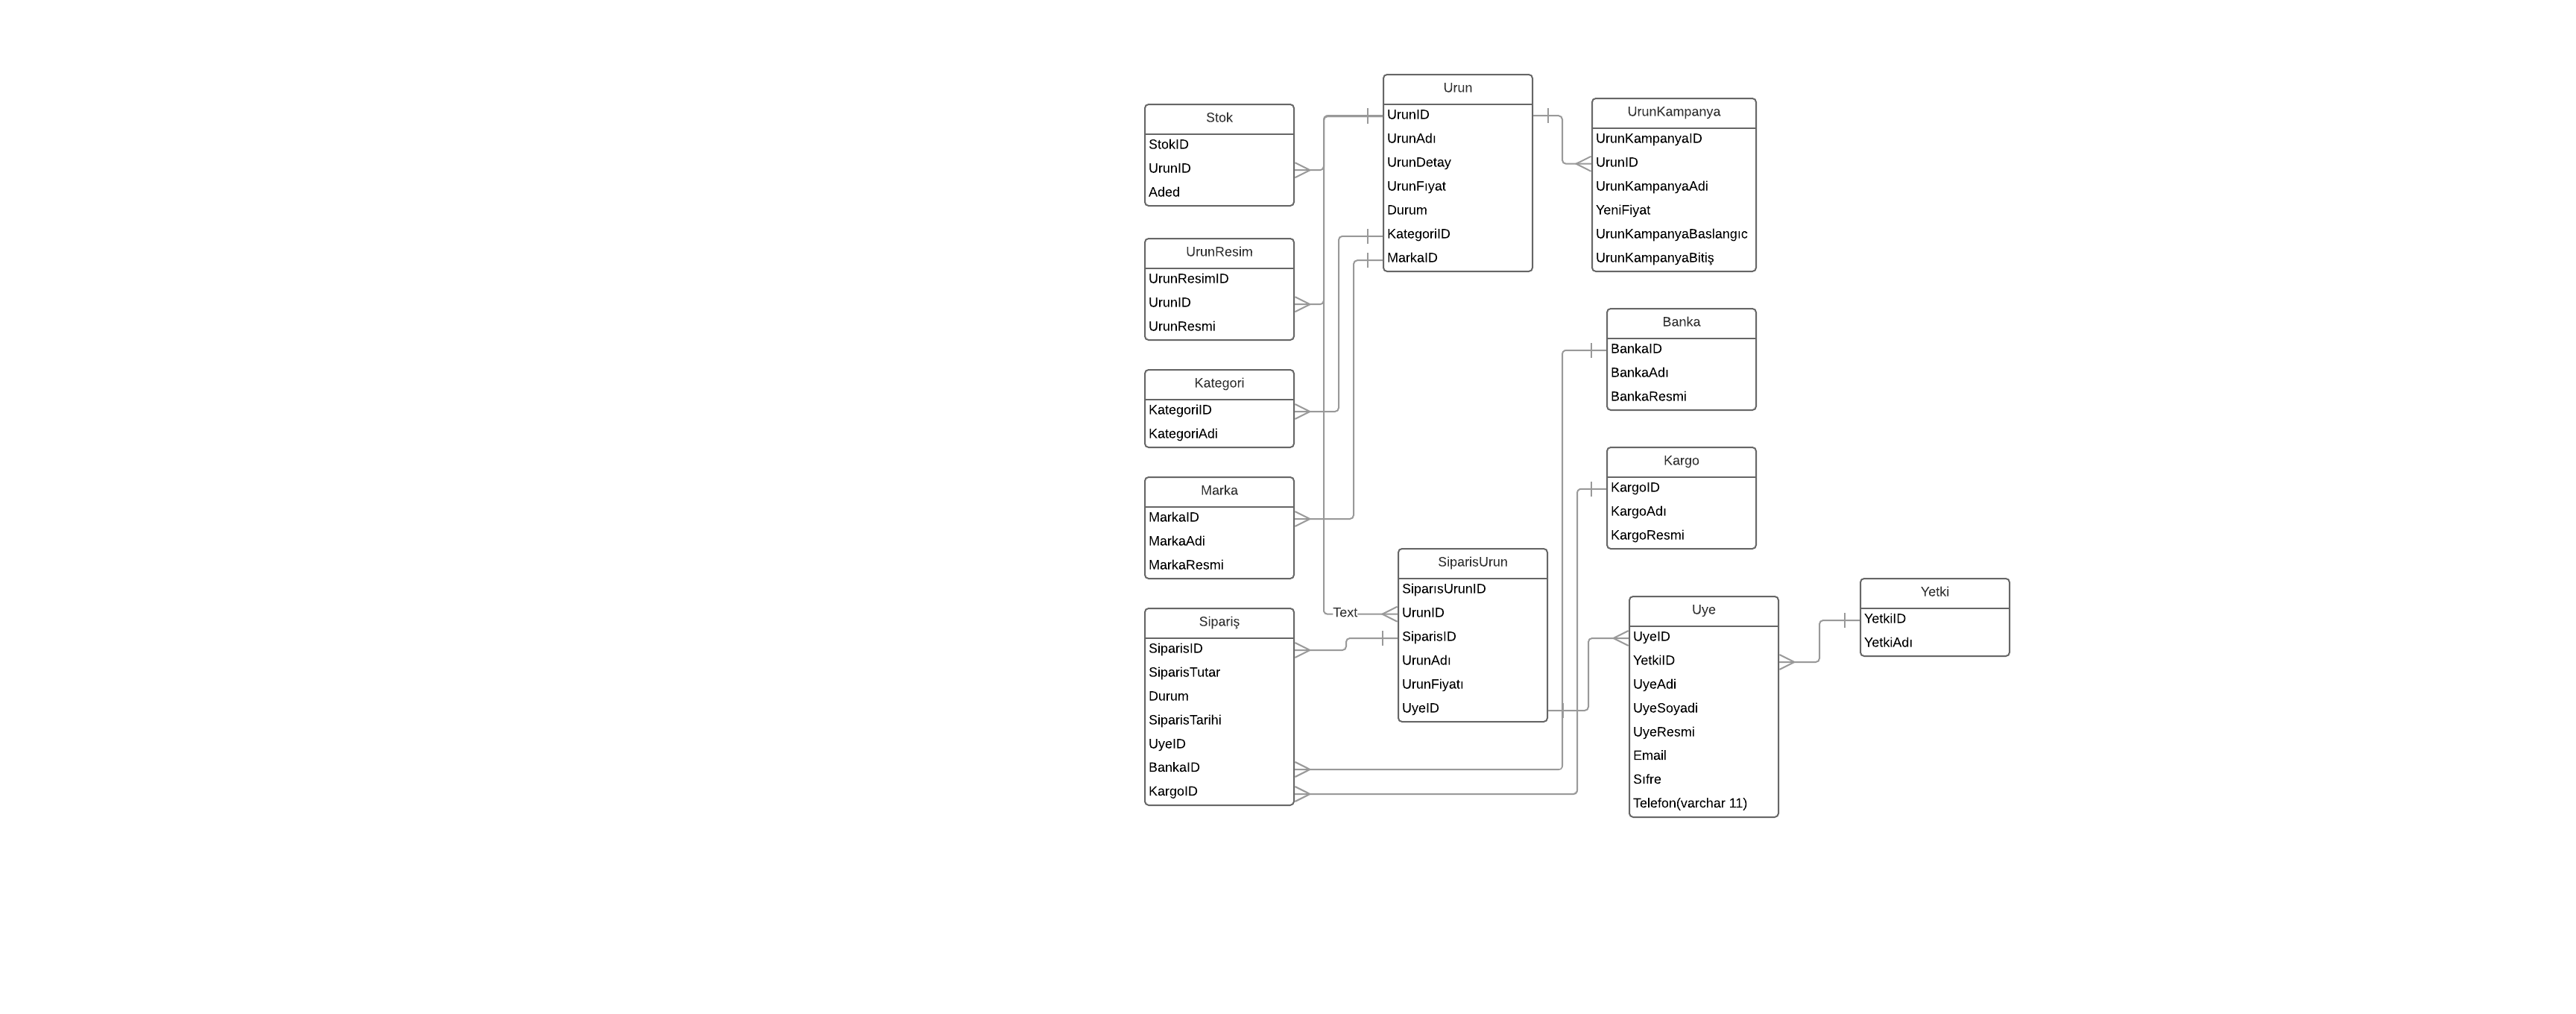 Stok
StokID
UrunID
Aded
UrunResim
UrunResimID
UrunID
UrunResmi
Kategori
KategoriID
KategoriAdi
Marka
MarkaID
MarkaAdi
MarkaResmi
Sipariş
SiparisID
SiparisTutar
Durum
SiparisTarihi
UyeID
BankaID
KargoID
Urun
UrunID
UrunAdı
UrunDetay
UrunFıyat
Durum
KategoriID
MarkaID
Text
SiparisUrun
SiparısUrunID
UrunID
SiparisID
UrunAdı
UrunFiyatı
UyeID
UrunKampanya
UrunKampanyaID
UrunID
UrunKampanyaAdi
YeniFiyat
UrunKampanyaBaslangıc
UrunKampanyaBitiş
Banka
BankaID
BankaAdı
BankaResmi
Kargo
KargoID
KargoAdı
KargoResmi
Uye
UyeID
YetkiID
UyeAdi
UyeSoyadi
UyeResmi
Email
Sıfre
Telefon(varchar 11)
Yetki
YetkiID
YetkiAdı